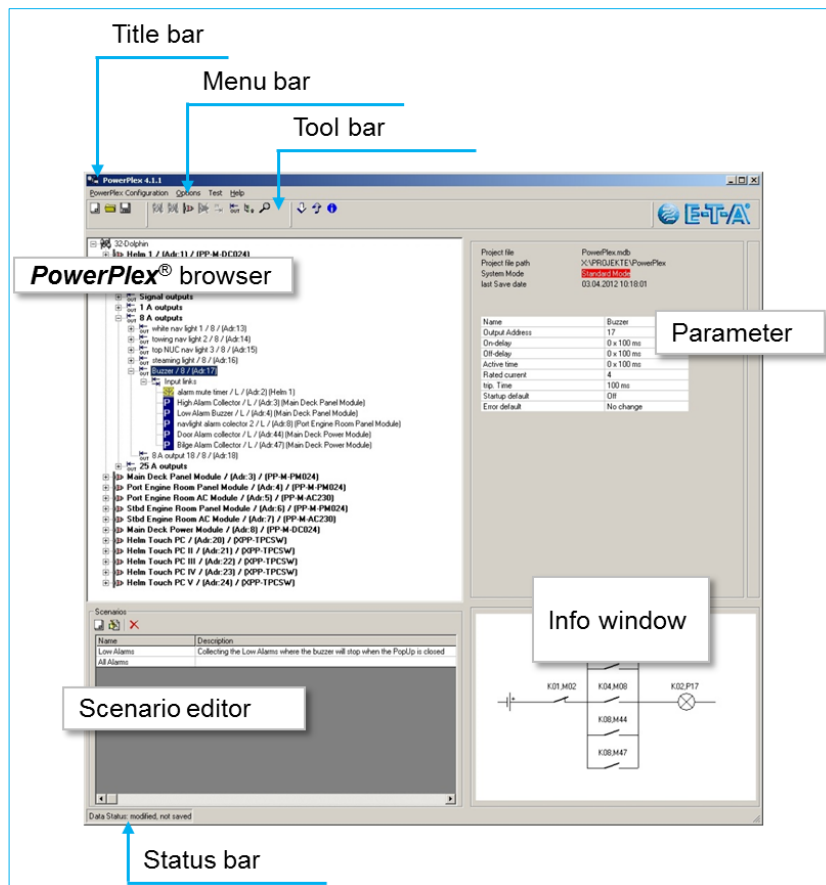 Title bar
Menu bar
Tool bar
PowerPlex 4.1.1
PowerPlex Configuration Options Test Help
E-T-A
32-Dolphin
Helm 1 / (Adr:1) / (PP-M-DC024)
PowerPlex® browser
Signal outputs
1 A outputs
8 A outputs
white nav light 1 / 8 / (Adr:13)
towing nav light 2 / 8 / (Adr:14)
top NUC nav light 3 / 8 / (Adr:15)
steaming light / 8 / (Adr:16)
Buzzer / 8 / (Adr:17)
Input links
alarm mute timer / L / (Adr:2) (Helm 1)
High Alarm Collector / L / (Adr:3) (Main Deck Panel Module)
Low Alarm Buzzer / L / (Adr:4) (Main Deck Panel Module)
navlight alarm colector 2 / L / (Adr:8) (Port Engine Room Panel Module)
Door Alarm collector / L / (Adr:44) (Main Deck Power Module)
Bilge Alarm Collector / L / (Adr:47) (Main Deck Power Module)
8 A output 18 / 8 / (Adr:18)
25 A outputs
Main Deck Panel Module / (Adr:3) / (PP-M-PM024)
Port Engine Room Panel Module / (Adr:4) / (PP-M-PM024)
Port Engine Room AC Module / (Adr:5) / (PP-M-AC230)
Stbd Engine Room Panel Module / (Adr:6) / (PP-M-PM024)
Stbd Engine Room AC Module / (Adr:7) / (PP-M-AC230)
Main Deck Power Module / (Adr:8) / (PP-M-DC024)
Helm Touch PC / (Adr:20) / (XPP-TPCSW)
Helm Touch PC II / (Adr:21) / (XPP-TPCSW)
Helm Touch PC III / (Adr:22) / (XPP-TPCSW)
Helm Touch PC IV / (Adr:23) / (XPP-TPCSW)
Helm Touch PC V / (Adr:24) / (XPP-TPCSW)
Project file PowerPlex.mdb
Project file path X:\PROJEKTE\PowerPlex
System Mode Standard Mode
last Save date 03.04.2012 10:18:01
Parameter
Name Buzzer
Output Address 17
On-delay 0 x 100 ms
Off-delay 0 x 100 ms
Active time 0 x 100 ms
Rated current 4
trip. Time 100 ms
Startup default Off
Error default No change
Scenarios
Name Description
Low Alarms Collecting the Low Alarms where the buzzer will stop when the PopUp is closed
All Alarms
Scenario editor
Info window
K01,M02 K04,M08 K02,P17
K08,M44
K08,M47
Data Status: modified, not saved
Status bar